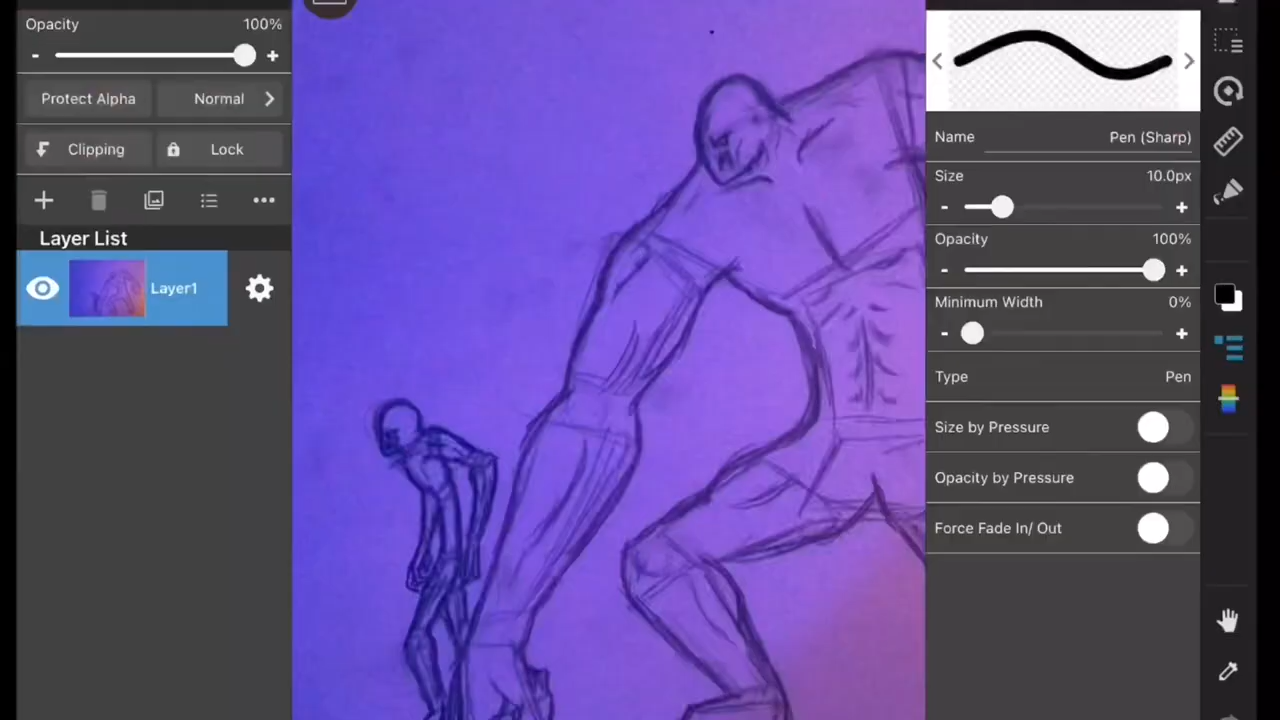 Opacity 100%
Protect Alpha Normal
Clipping Lock
Layer List
Layer1
Name Pen (Sharp)
Size 10.0px
Opacity 100%
Minimum Width 0%
Type Pen
Size by Pressure
Opacity by Pressure
Force Fade In/ Out